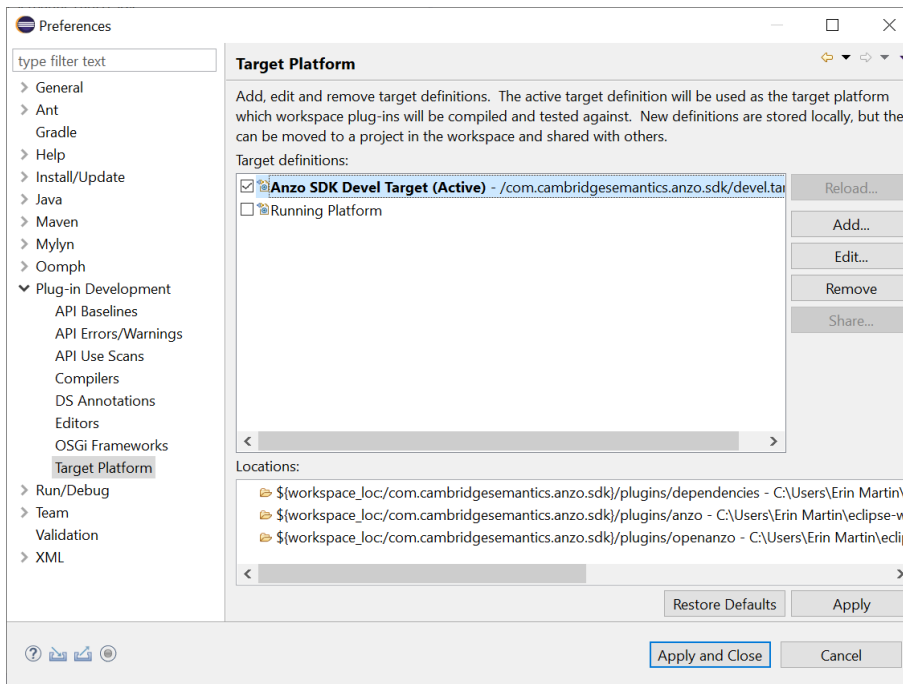 Preferences
type filter text
General
Ant
Gradle
Help
Install/Update
Java
Maven
Mylyn
Oomph
Plug-in Development
API Baselines
API Errors/Warnings
API Use Scans
Compilers
DS Annotations
Editors
OSGi Frameworks
Target Platform
Run/Debug
Team
Validation
XML
Target Platform
Add, edit and remove target definitions. The active target definition will be used as the target platform
which workspace plug-ins will be compiled and tested against. New definitions are stored locally, but the
can be moved to a project in the workspace and shared with others.
Target definitions:
Anzo SDK Devel Target (Active) - /com.cambridgesemantics.anzo.sdk/devel.tar
Running Platform
Reload...
Add...
Edit...
Remove
Share...
Locations:
${workspace_loc:/com.cambridgesemantics.anzo.sdk}/plugins/dependencies - C:\Users\Erin Martin\
${workspace_loc:/com.cambridgesemantics.anzo.sdk}/plugins/anzo - C:\Users\Erin Martin\eclipse-w
${workspace_loc:/com.cambridgesemantics.anzo.sdk}/plugins/openanzo - C:\Users\Erin Martin\ecli
Restore Defaults
Apply
Apply and Close
Cancel